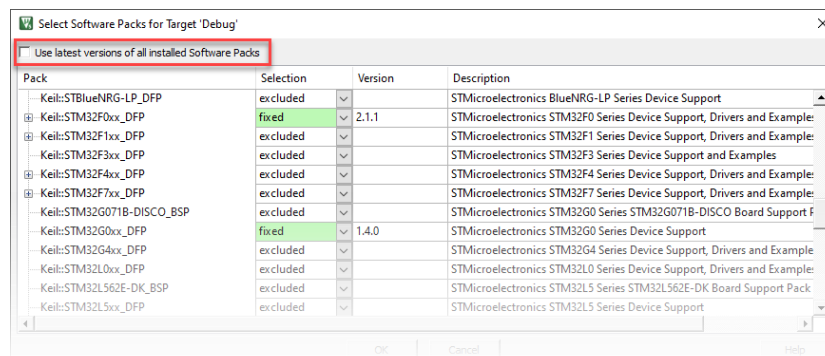 Select Software Packs for Target 'Debug'
Use latest versions of all installed Software Packs
Pack Selection Version Description
Keil::STBlueNRG-LP_DFP excluded STMicroelectronics BlueNRG-LP Series Device Support
Keil::STM32F0xx_DFP fixed 2.1.1 STMicroelectronics STM32F0 Series Device Support, Drivers and Examples
Keil::STM32F1xx_DFP excluded STMicroelectronics STM32F1 Series Device Support, Drivers and Examples
Keil::STM32F3xx_DFP excluded STMicroelectronics STM32F3 Series Device Support and Examples
Keil::STM32F4xx_DFP excluded STMicroelectronics STM32F4 Series Device Support, Drivers and Examples
Keil::STM32F7xx_DFP excluded STMicroelectronics STM32F7 Series Device Support, Drivers and Examples
Keil::STM32G071B-DISCO_BSP excluded STMicroelectronics STM32G0 Series STM32G071B-DISCO Board Support P
Keil::STM32G0xx_DFP fixed 1.4.0 STMicroelectronics STM32G0 Series Device Support
Keil::STM32G4xx_DFP excluded STMicroelectronics STM32G4 Series Device Support, Drivers and Example
Keil::STM32L0xx_DFP excluded STMicroelectronics STM32L0 Series Device Support, Drivers and Examples
Keil::STM32L562E-DK_BSP excluded STMicroelectronics STM32L5 Series STM32L562E-DK Board Support Pack
Keil::STM32L5xx_DFP excluded STMicroelectronics STM32L5 Series Device Support
OK Cancel Help